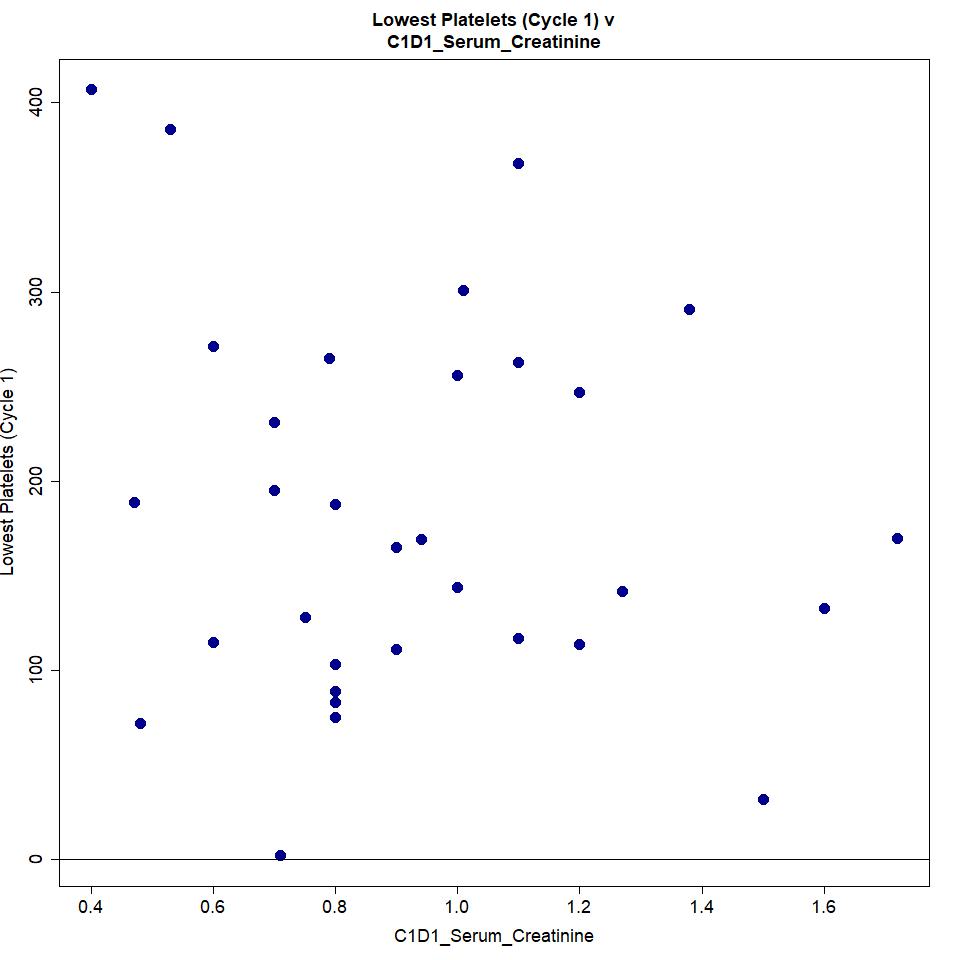 Lowest Platelets (Cycle 1) v
C1D1_Serum_Creatinine
400
300
200
100
0
Lowest Platelets (Cycle 1)
0.4 0.6 0.8 1.0 1.2 1.4 1.6
C1D1_Serum_Creatinine